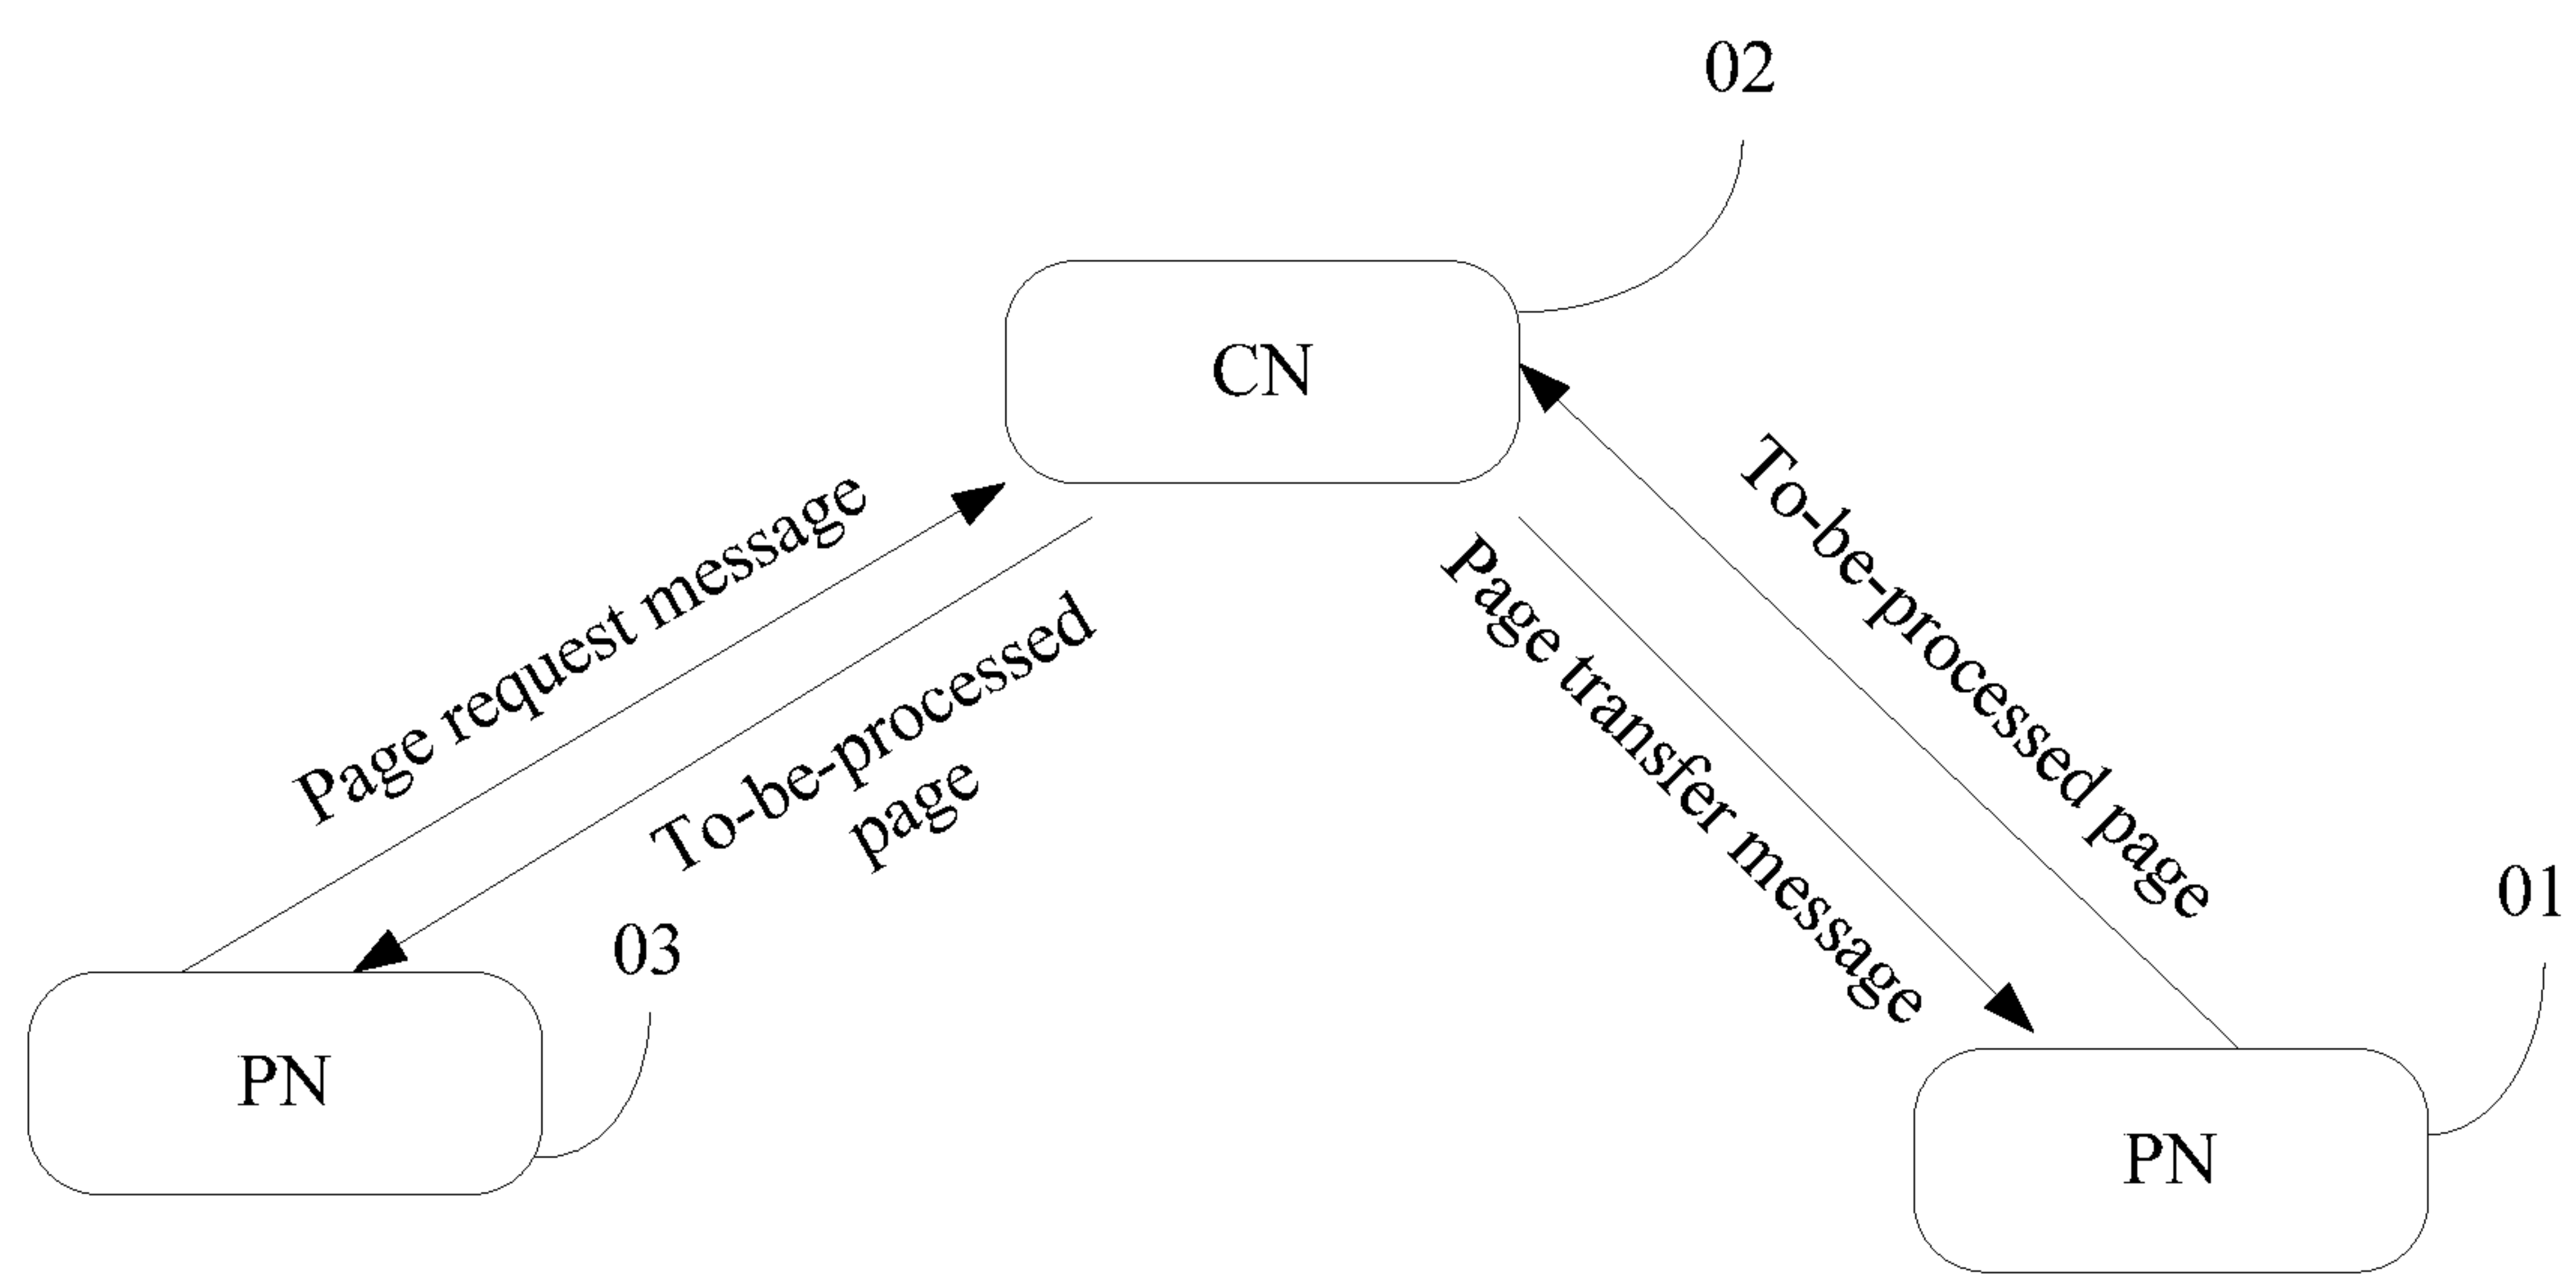 02
CN
Page request message
To-be-processed
page
Page transfer message
To-be-processed page
03
PN
01
PN